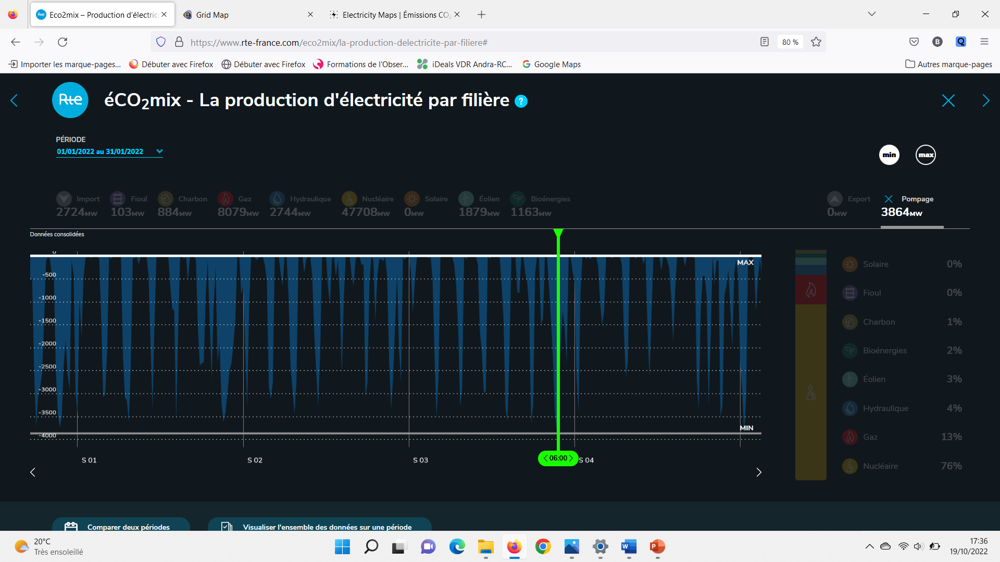 Eco2mix – Production d'électrici
Grid Map
Electricity Maps | Émissions CO₂
https://www.rte-france.com/eco2mix/la-production-delectricite-par-filiere#
80 %
B
Q
Importer les marque-pages...
Débuter avec Firefox
Débuter avec Firefox
Formations de l'Obser...
iDeals VDR Andra-RC...
Google Maps
Autres marque-pages
Rte
éCO₂mix - La production d'électricité par filière
?
PÉRIODE
01/01/2022 au 31/01/2022
min
max
Import
2724MW
Fioul
103MW
Charbon
884MW
Gaz
8079MW
Hydraulique
2744MW
Nucléaire
47708MW
Solaire
0MW
Éolien
1879MW
Bioénergies
1163MW
Export
0MW
Pompage
3864MW
Données consolidées
0
-500
-1000
-1500
-2000
-2500
-3000
-3500
-4000
MAX
MIN
S 01
S 02
S 03
06:00
S 04
Solaire 0%
Fioul 0%
Charbon 1%
Bioénergies 2%
Éolien 3%
Hydraulique 4%
Gaz 13%
Nucléaire 76%
Comparer deux périodes
Visualiser l'ensemble des données sur une période
20°C
Très ensoleillé
17:36
19/10/2022